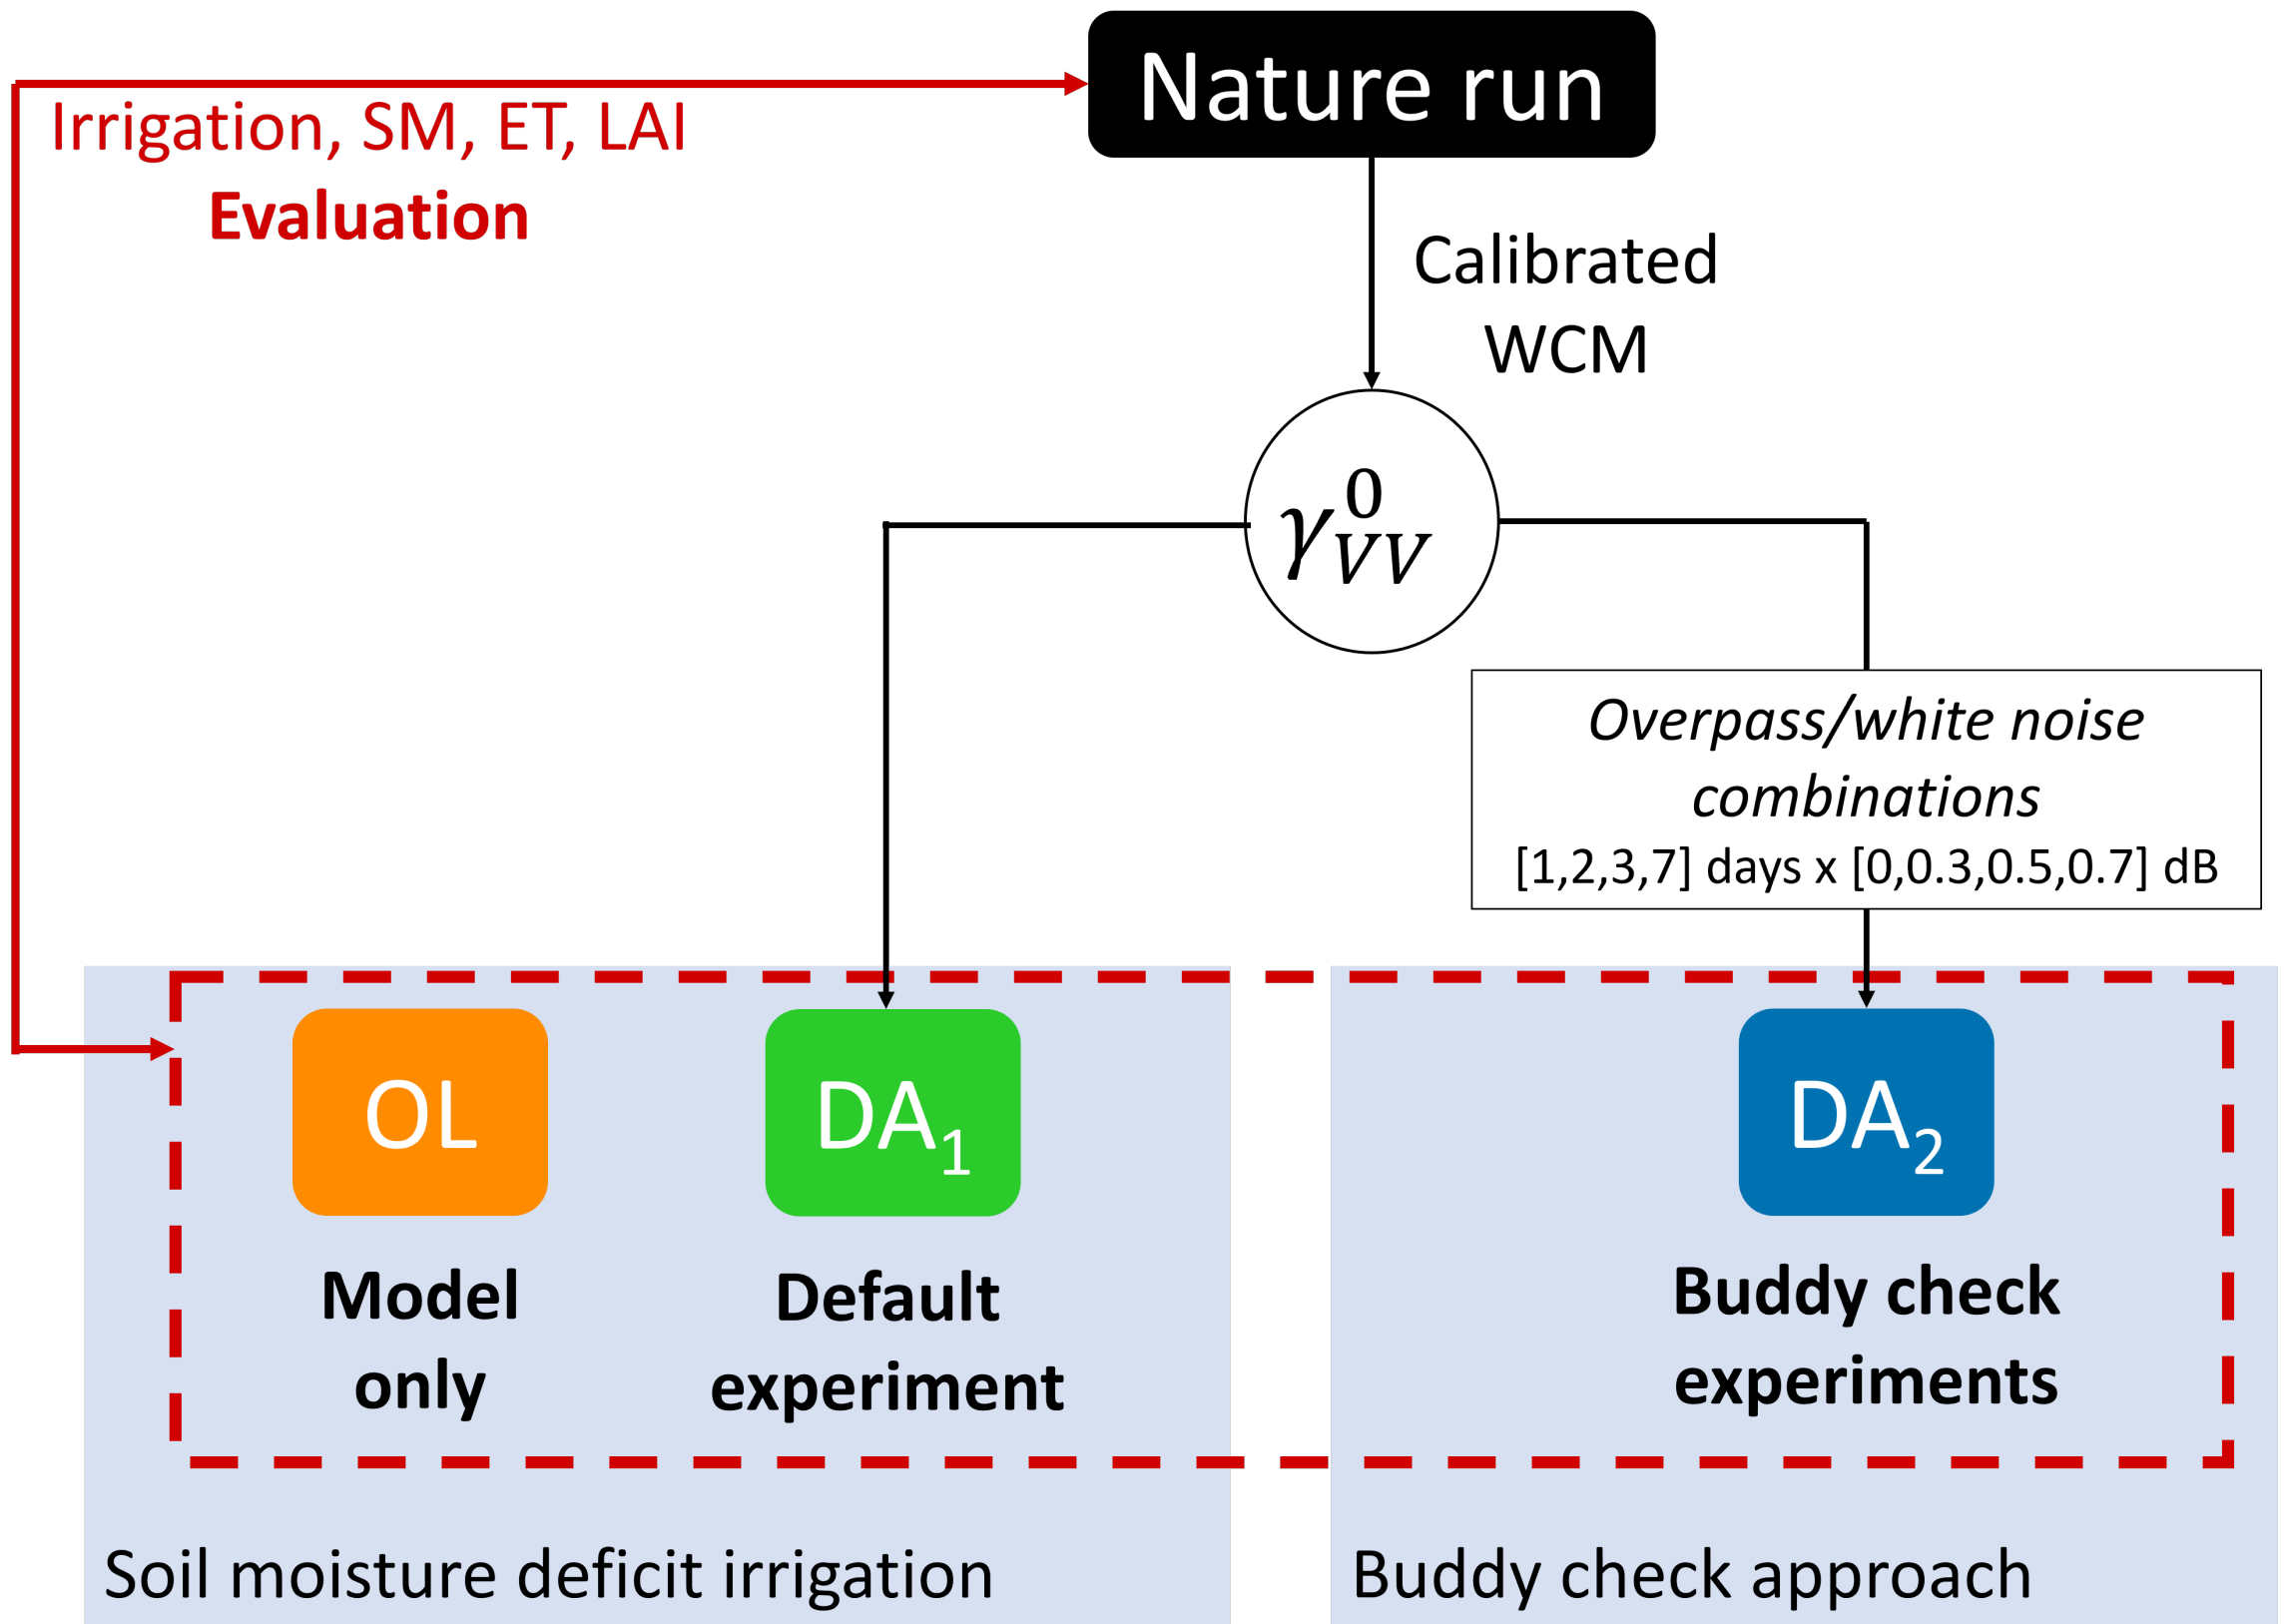 Nature run
Irrigation, SM, ET, LAI
Evaluation
Calibrated
WCM
γ⁰VV
Overpass/white noise
combinations
[1,2,3,7] days x [0,0.3,0.5,0.7] dB
OL
Model
only
DA₁
Default
experiment
DA₂
Buddy check
experiments
Soil moisture deficit irrigation
Buddy check approach